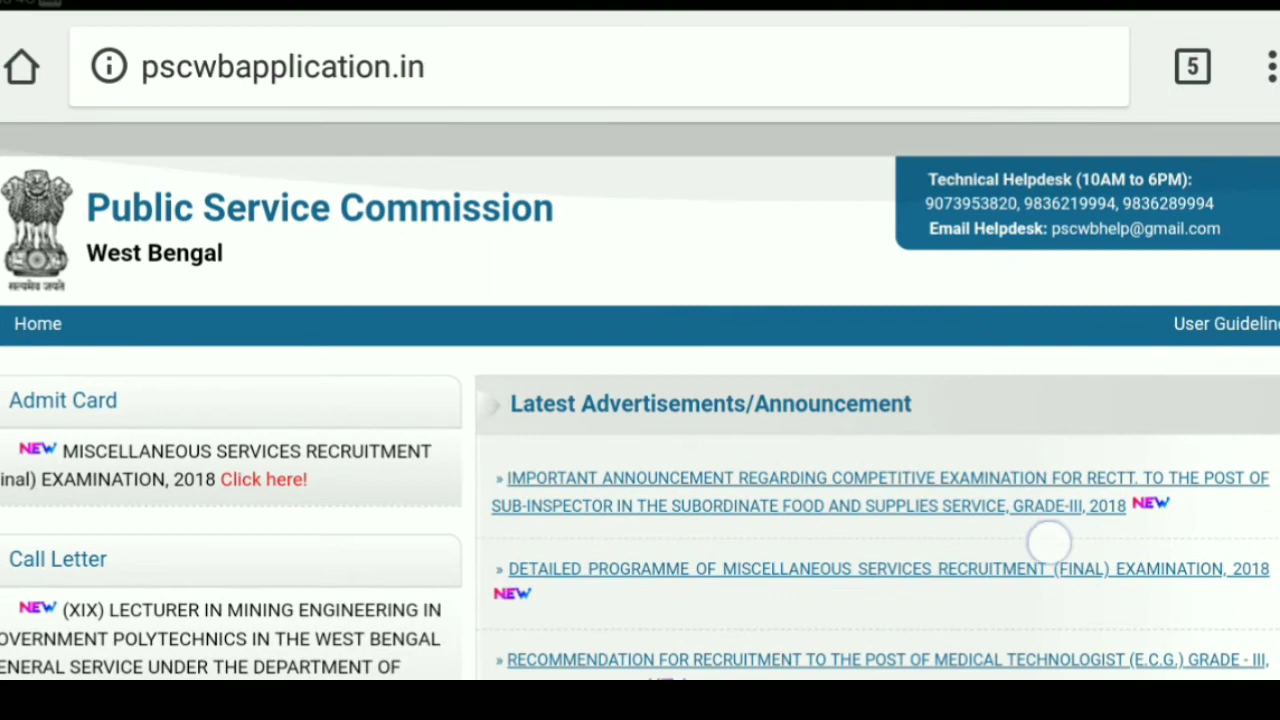 pscwbapplication.in
5
Public Service Commission
West Bengal
सत्यमेव जयते
Technical Helpdesk (10AM to 6PM):
9073953820, 9836219994, 9836289994
Email Helpdesk: pscwbhelp@gmail.com
Home
User Guidelin
Admit Card
NEW MISCELLANEOUS SERVICES RECRUITMENT
inal) EXAMINATION, 2018 Click here!
Call Letter
NEW (XIX) LECTURER IN MINING ENGINEERING IN
OVERNMENT POLYTECHNICS IN THE WEST BENGAL
ENERAL SERVICE UNDER THE DEPARTMENT OF
Latest Advertisements/Announcement
» IMPORTANT ANNOUNCEMENT REGARDING COMPETITIVE EXAMINATION FOR RECTT. TO THE POST OF
SUB-INSPECTOR IN THE SUBORDINATE FOOD AND SUPPLIES SERVICE, GRADE-III, 2018 NEW
» DETAILED PROGRAMME OF MISCELLANEOUS SERVICES RECRUITMENT (FINAL) EXAMINATION, 2018
NEW
» RECOMMENDATION FOR RECRUITMENT TO THE POST OF MEDICAL TECHNOLOGIST (E.C.G.) GRADE - III,